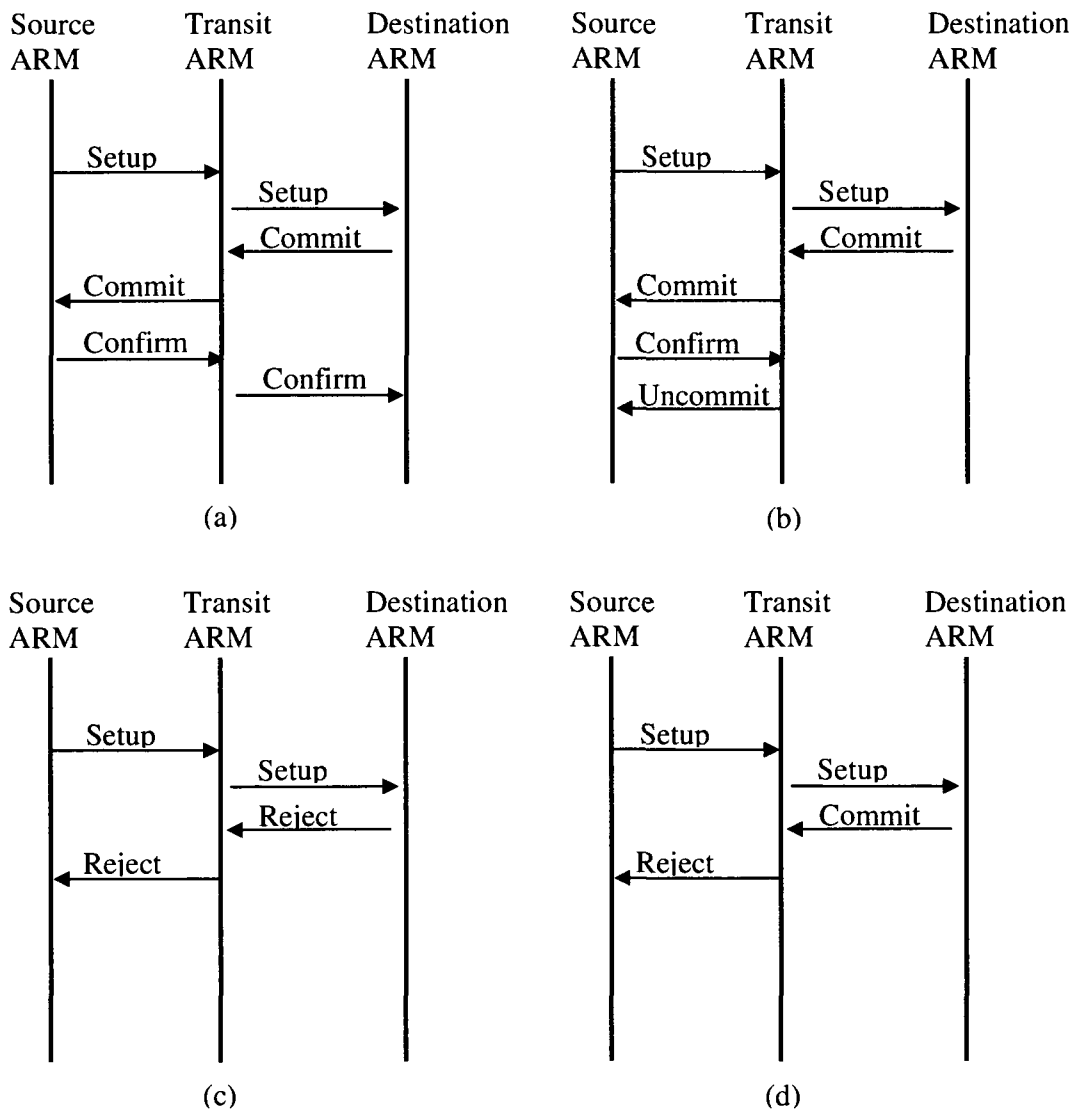 Source Transit Destination
ARM ARM ARM
Setup
Setup
Commit
Commit
Confirm
Confirm
(a)
Source Transit Destination
ARM ARM ARM
Setup
Setup
Commit
Commit
Confirm
Uncommit
(b)
Source Transit Destination
ARM ARM ARM
Setup
Setup
Reject
Reject
(c)
Source Transit Destination
ARM ARM ARM
Setup
Setup
Commit
Reject
(d)